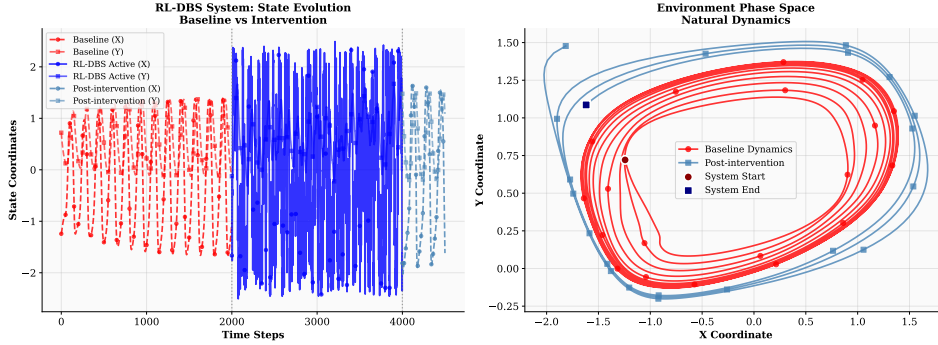 RL-DBS System: State Evolution
Baseline vs Intervention
Baseline (X)
Baseline (Y)
RL-DBS Active (X)
RL-DBS Active (Y)
Post-intervention (X)
Post-intervention (Y)
State Coordinates
2
1
0
−1
−2
0
1000
2000
3000
4000
Time Steps
Environment Phase Space
Natural Dynamics
Baseline Dynamics
Post-intervention
System Start
System End
Y Coordinate
1.50
1.25
1.00
0.75
0.50
0.25
0.00
−0.25
−2.0
−1.5
−1.0
−0.5
0.0
0.5
1.0
1.5
X Coordinate